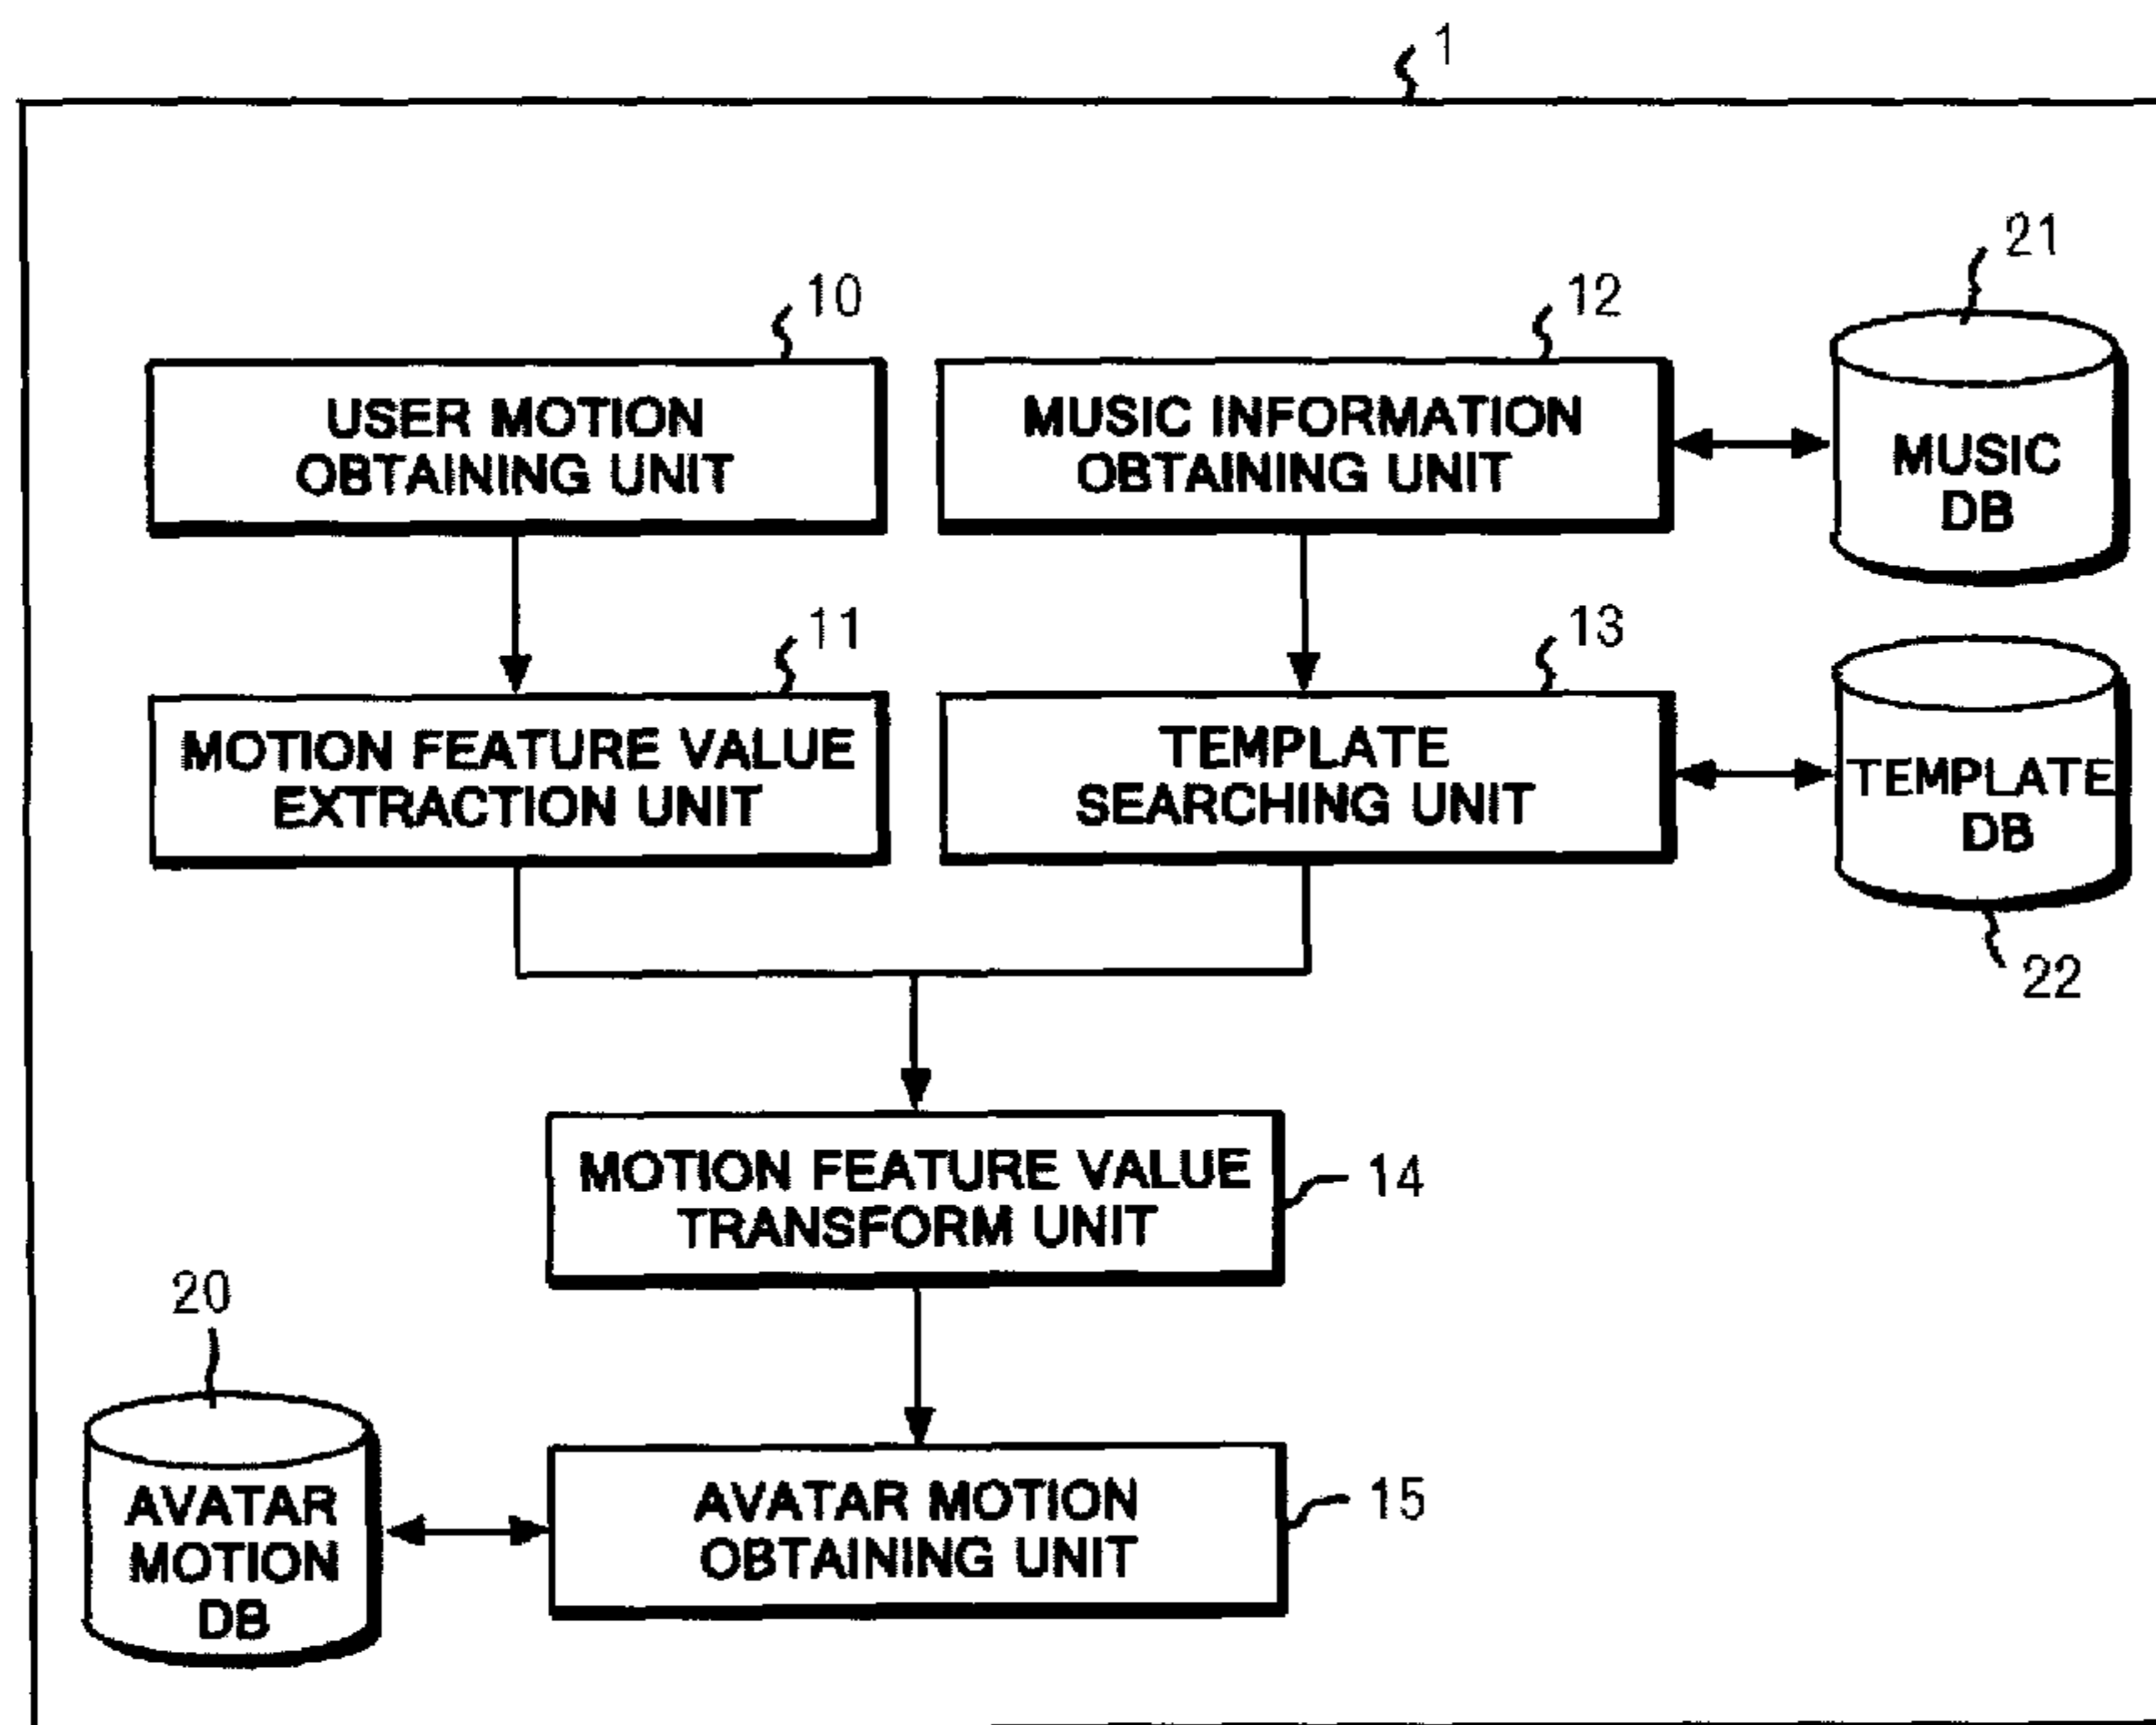 1
10
USER MOTION
OBTAINING UNIT
12
MUSIC INFORMATION
OBTAINING UNIT
21
MUSIC
DB
11
MOTION FEATURE VALUE
EXTRACTION UNIT
13
TEMPLATE
SEARCHING UNIT
TEMPLATE
DB
22
MOTION FEATURE VALUE
TRANSFORM UNIT
14
20
AVATAR
MOTION
DB
AVATAR MOTION
OBTAINING UNIT
15